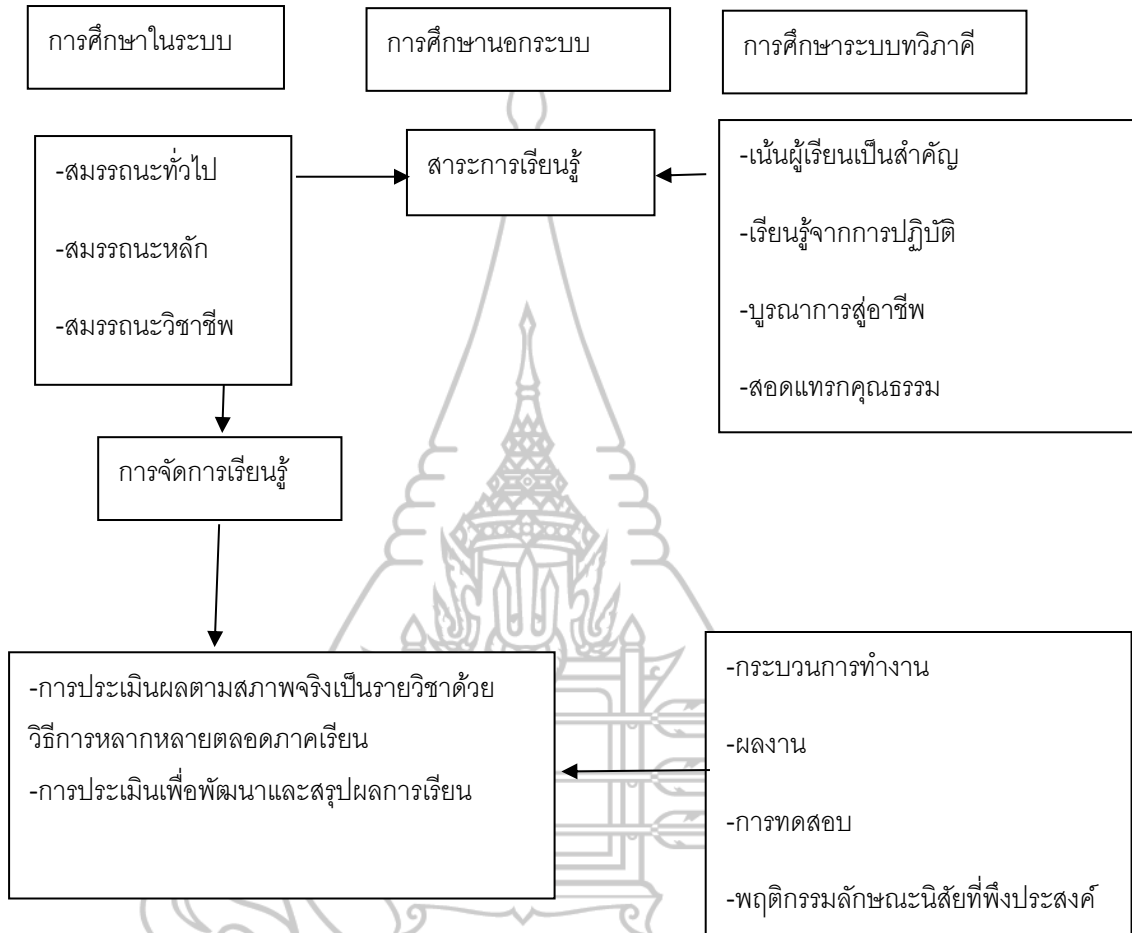 การศึกษาในระบบ
การศึกษานอกระบบ
การศึกษาระบบทวิภาคี
-สมรรถนะทั่วไป
-สมรรถนะหลัก
-สมรรถนะวิชาชีพ
สาระการเรียนรู้
-เน้นผู้เรียนเป็นสำคัญ
-เรียนรู้จากการปฏิบัติ
-บูรณาการสู่อาชีพ
-สอดแทรกคุณธรรม
การจัดการเรียนรู้
-การประเมินผลตามสภาพจริงเป็นรายวิชาด้วย
วิธีการหลากหลายตลอดภาคเรียน
-การประเมินเพื่อพัฒนาและสรุปผลการเรียน
-กระบวนการทำงาน
-ผลงาน
-การทดสอบ
-พฤติกรรมลักษณะนิสัยที่พึงประสงค์